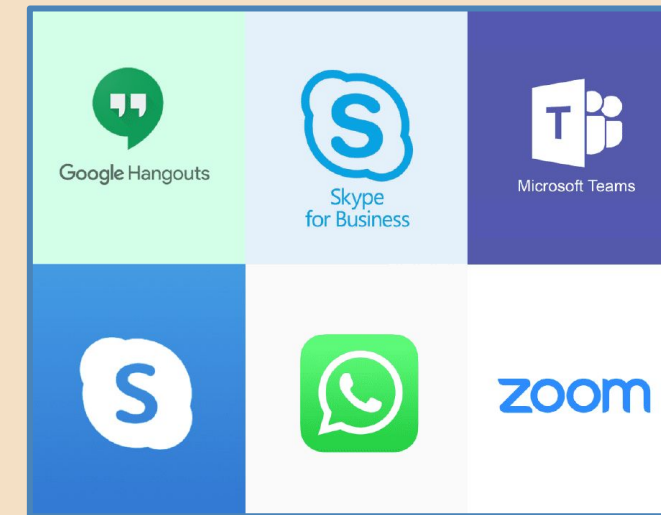 Google Hangouts
S
Skype
for Business
T
Microsoft Teams
S
zoom